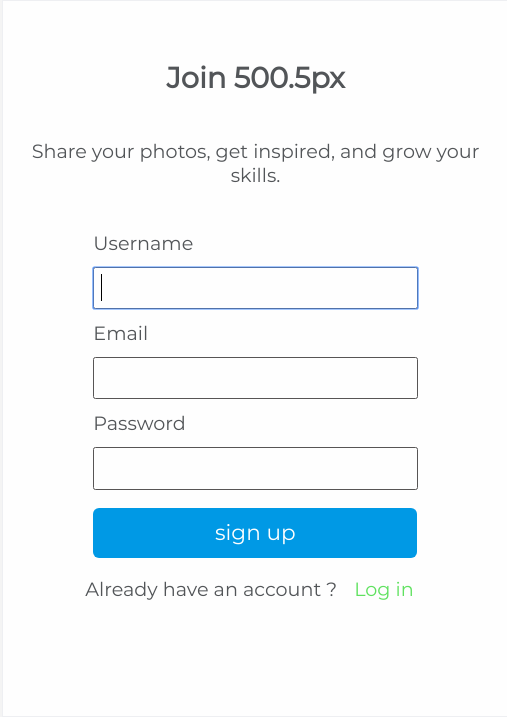 Join 500.5px
Share your photos, get inspired, and grow your
skills.
Username
Email
Password
sign up
Already have an account ? Log in